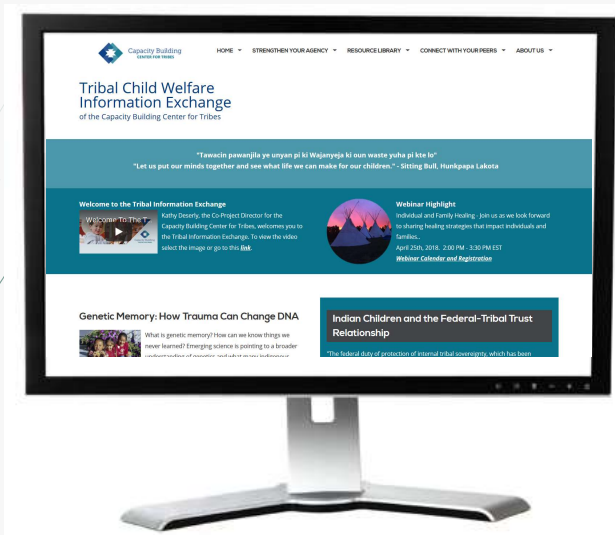 Capacity Building
CENTER FOR TRIBES
HOME STRENGTHEN YOUR AGENCY RESOURCE LIBRARY CONNECT WITH YOUR PEERS ABOUT US
Tribal Child Welfare
Information Exchange
of the Capacity Building Center for Tribes
"Tawacin pawanjila ye unyan pi ki Wajanyeja ki oun waste yuha pi kte lo"
"Let us put our minds together and see what life we can make for our children." - Sitting Bull, Hunkpapa Lakota
Welcome to the Tribal Information Exchange
Welcome To The T
Kathy Deserly, the Co-Project Director for the
Capacity Building Center for Tribes, welcomes you to
the Tribal Information Exchange. To view the video
select the image or go to this link.
Webinar Highlight
Individual and Family Healing - Join us as we look forward
to sharing healing strategies that impact individuals and
families..
April 25th, 2018. 2:00 PM - 3:30 PM EST
Webinar Calendar and Registration
Genetic Memory: How Trauma Can Change DNA
What is genetic memory? How can we know things we
never learned? Emerging science is pointing to a broader
understanding of genetics and what many indigenous
Indian Children and the Federal-Tribal Trust
Relationship
"The federal duty of protection of internal tribal sovereignty, which has been